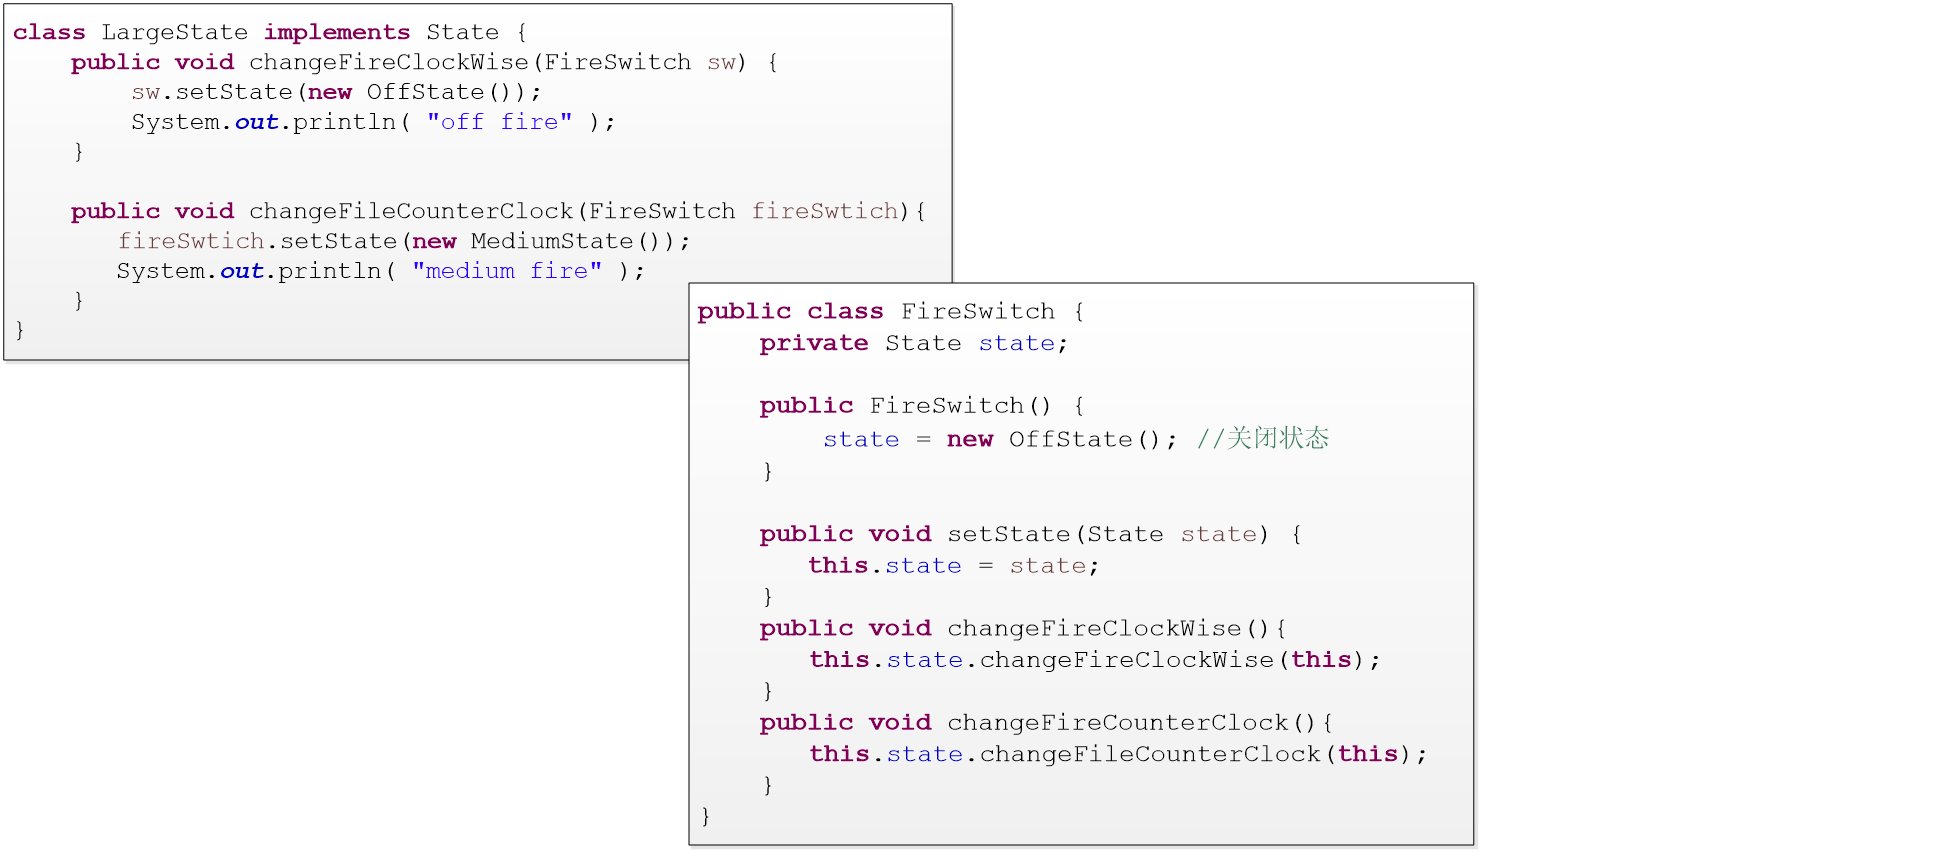 class LargeState implements State {
public void changeFireClockWise(FireSwitch sw) {
sw.setState(new OffState());
System.out.println( "off fire" );
}
public void changeFileCounterClock(FireSwitch fireSwtich){
fireSwtich.setState(new MediumState());
System.out.println( "medium fire" );
}
}
public class FireSwitch {
private State state;
public FireSwitch() {
state = new OffState(); //关闭状态
}
public void setState(State state) {
this.state = state;
}
public void changeFireClockWise(){
this.state.changeFireClockWise(this);
}
public void changeFireCounterClock(){
this.state.changeFileCounterClock(this);
}
}